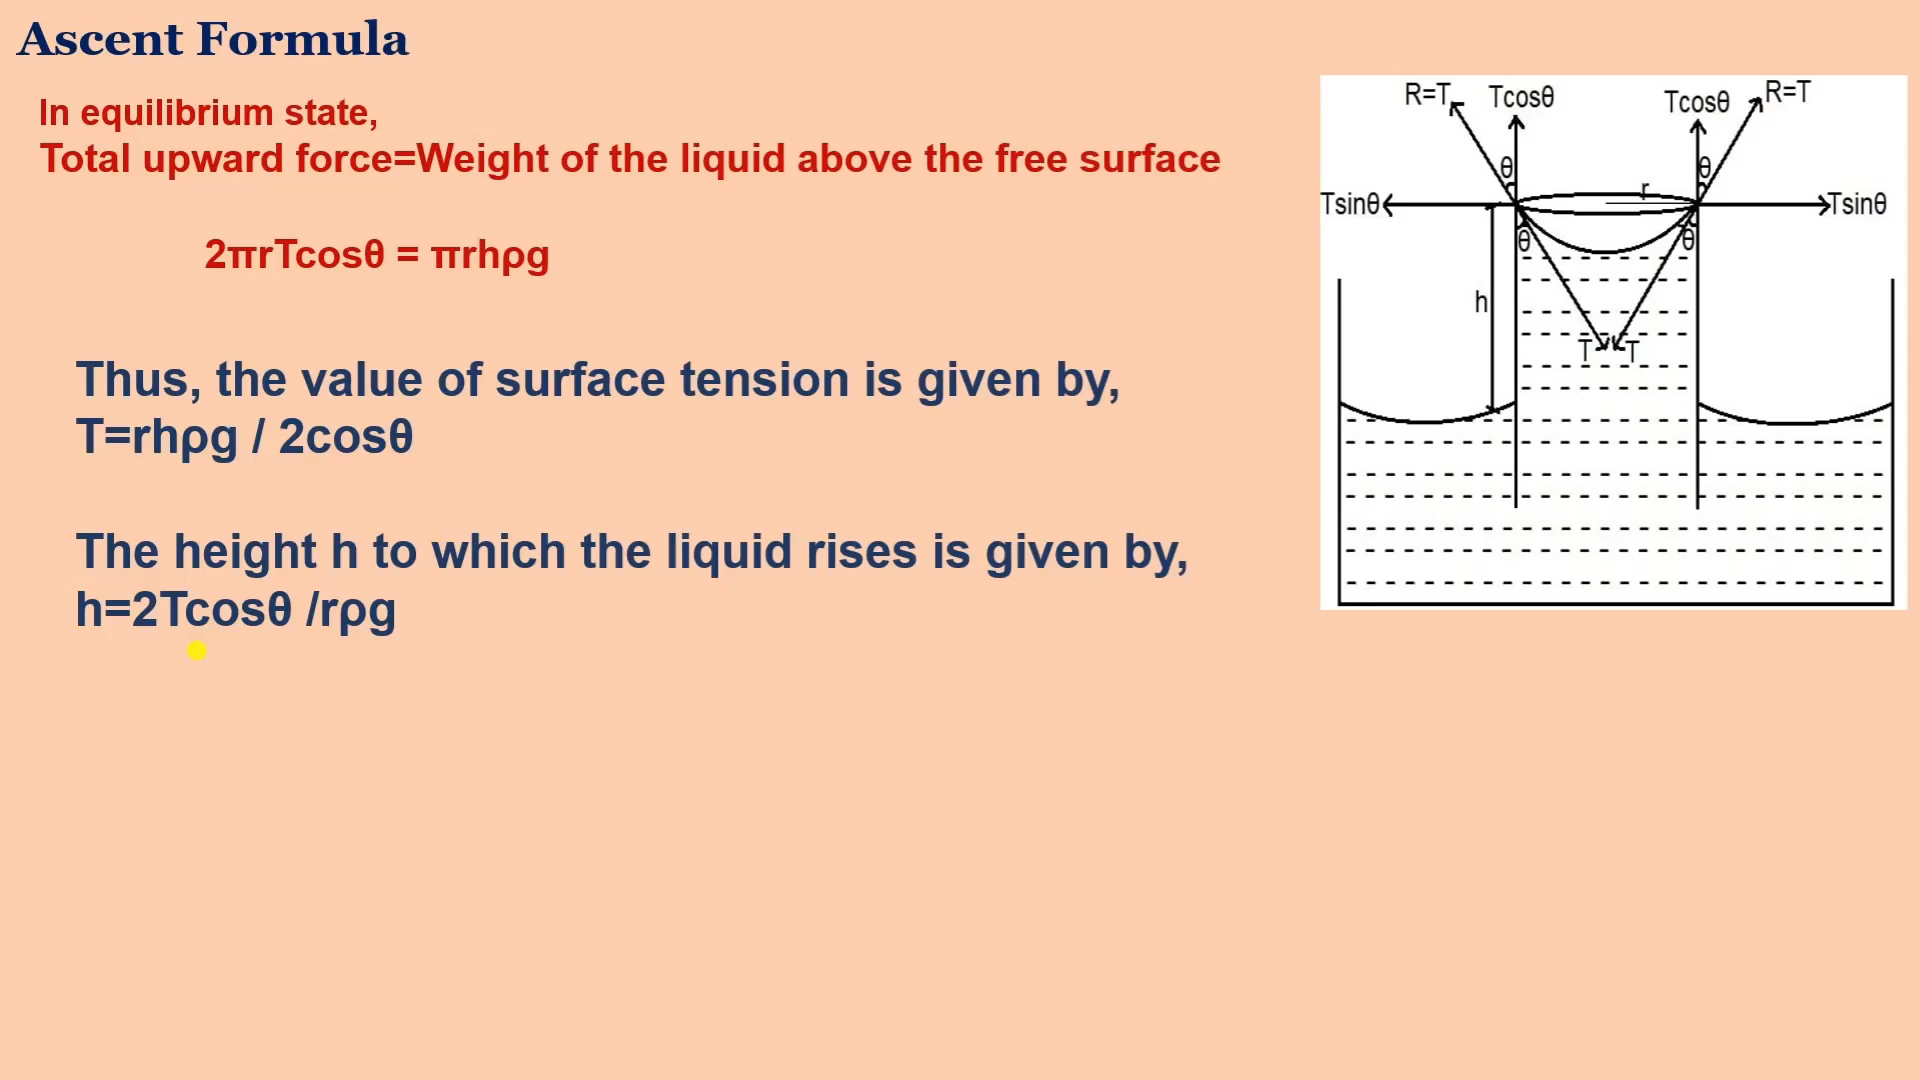 Ascent Formula
In equilibrium state,
Total upward force=Weight of the liquid above the free surface
2πrTcosθ = πrhρg
Thus, the value of surface tension is given by,
T=rhρg / 2cosθ
The height h to which the liquid rises is given by,
h=2Tcosθ /rρg
R=T Tcosθ Tcosθ R=T
θ θ
Tsinθ r Tsinθ
θ θ
h
T T